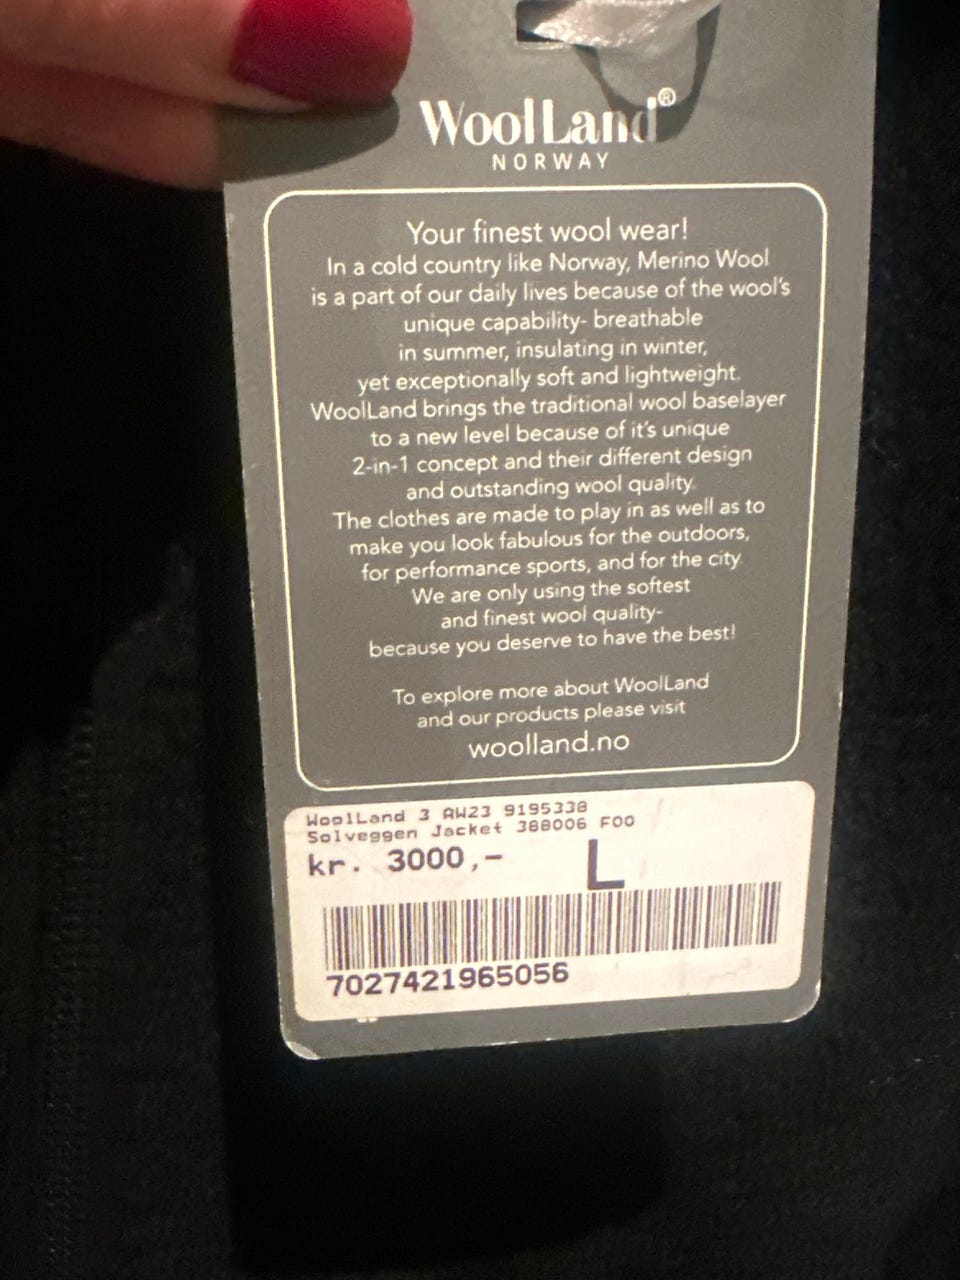 WoolLand®
NORWAY
Your finest wool wear!
In a cold country like Norway, Merino Wool
is a part of our daily lives because of the wool's
unique capability- breathable
in summer, insulating in winter,
yet exceptionally soft and lightweight.
WoolLand brings the traditional wool baselayer
to a new level because of it's unique
2-in-1 concept and their different design
and outstanding wool quality.
The clothes are made to play in as well as to
make you look fabulous for the outdoors,
for performance sports, and for the city
We are only using the softest
and finest wool quality-
because you deserve to have the best!
To explore more about WoolLand
and our products please visit
woolland.no
WoolLand 3 AW23 9195338
Solveggen Jacket 388006 F00
kr. 3000,- L
7027421965056